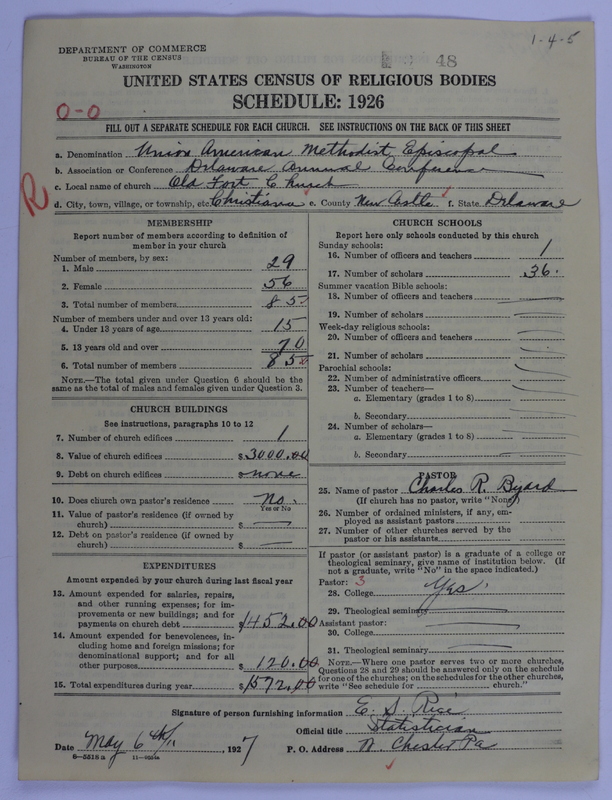 1-4-5
DEPARTMENT OF COMMERCE
BUREAU OF THE CENSUS
WASHINGTON
48
UNITED STATES CENSUS OF RELIGIOUS BODIES
SCHEDULE: 1926
0-0
FILL OUT A SEPARATE SCHEDULE FOR EACH CHURCH. SEE INSTRUCTIONS ON THE BACK OF THIS SHEET
a. Denomination Union American Methodist Episcopal
b. Association or Conference Delaware Annual Conference
c. Local name of church Old Fort Church
R
d. City, town, village, or township, etc. Christiana e. County New Castle f. State Delaware
MEMBERSHIP
Report number of members according to definition of
member in your church
Number of members, by sex:
1. Male 29
2. Female 56
3. Total number of members 85
Number of members under and over 13 years old:
4. Under 13 years of age 15
5. 13 years old and over 70
6. Total number of members 85
NOTE.—The total given under Question 6 should be
same as the total of males and females given under Question 3.
CHURCH BUILDINGS
See instructions, paragraphs 10 to 12
7. Number of church edifices 1
8. Value of church edifices $3000.00
9. Debt on church edifices $none
10. Does church own pastor's residence No.
Yes or No
11. Value of pastor's residence (if owned by
church) $ —
12. Debt on pastor's residence (if owned by
church) $ —
EXPENDITURES
Amount expended by your church during last fiscal year
13. Amount expended for salaries, repairs,
and other running expenses; for im-
provements or new buildings; and for
payments on church debt $1452.00
14. Amount expended for benevolences, in-
cluding home and foreign missions; for
denominational support; and for all
other purposes $ 120.00
15. Total expenditures during year $1572.00
CHURCH SCHOOLS
Report here only schools conducted by this church
Sunday schools:
16. Number of officers and teachers 1
17. Number of scholars 36.
Summer vacation Bible schools:
18. Number of officers and teachers
19. Number of scholars
Week-day religious schools:
20. Number of officers and teachers
21. Number of scholars
Parochial schools:
22. Number of administrative officers
23. Number of teachers—
a. Elementary (grades 1 to 8)
b. Secondary
24. Number of scholars—
a. Elementary (grades 1 to 8)
b. Secondary
PASTOR
25. Name of pastor Charles R. Byard
(If church has no pastor, write "None")
26. Number of ordained ministers, if any, em-
ployed as assistant pastors
27. Number of other churches served by the
pastor or his assistants
If pastor (or assistant pastor) is a graduate of a college or
theological seminary, give name of institution below. (If
not a graduate, write "No" in the space indicated.)
Pastor: 3
28. College Yes.
29. Theological seminary
Assistant pastor:
30. College
31. Theological seminary
NOTE.—Where one pastor serves two or more churches,
Questions 28 and 29 should be answered only on the schedule
for one of the churches; on the schedules for the other churches,
write "See schedule for church."
Signature of person furnishing information E. S. Rice
Official title Statistician
Date May 6th, 1927 P. O. Address W. Chester Pa